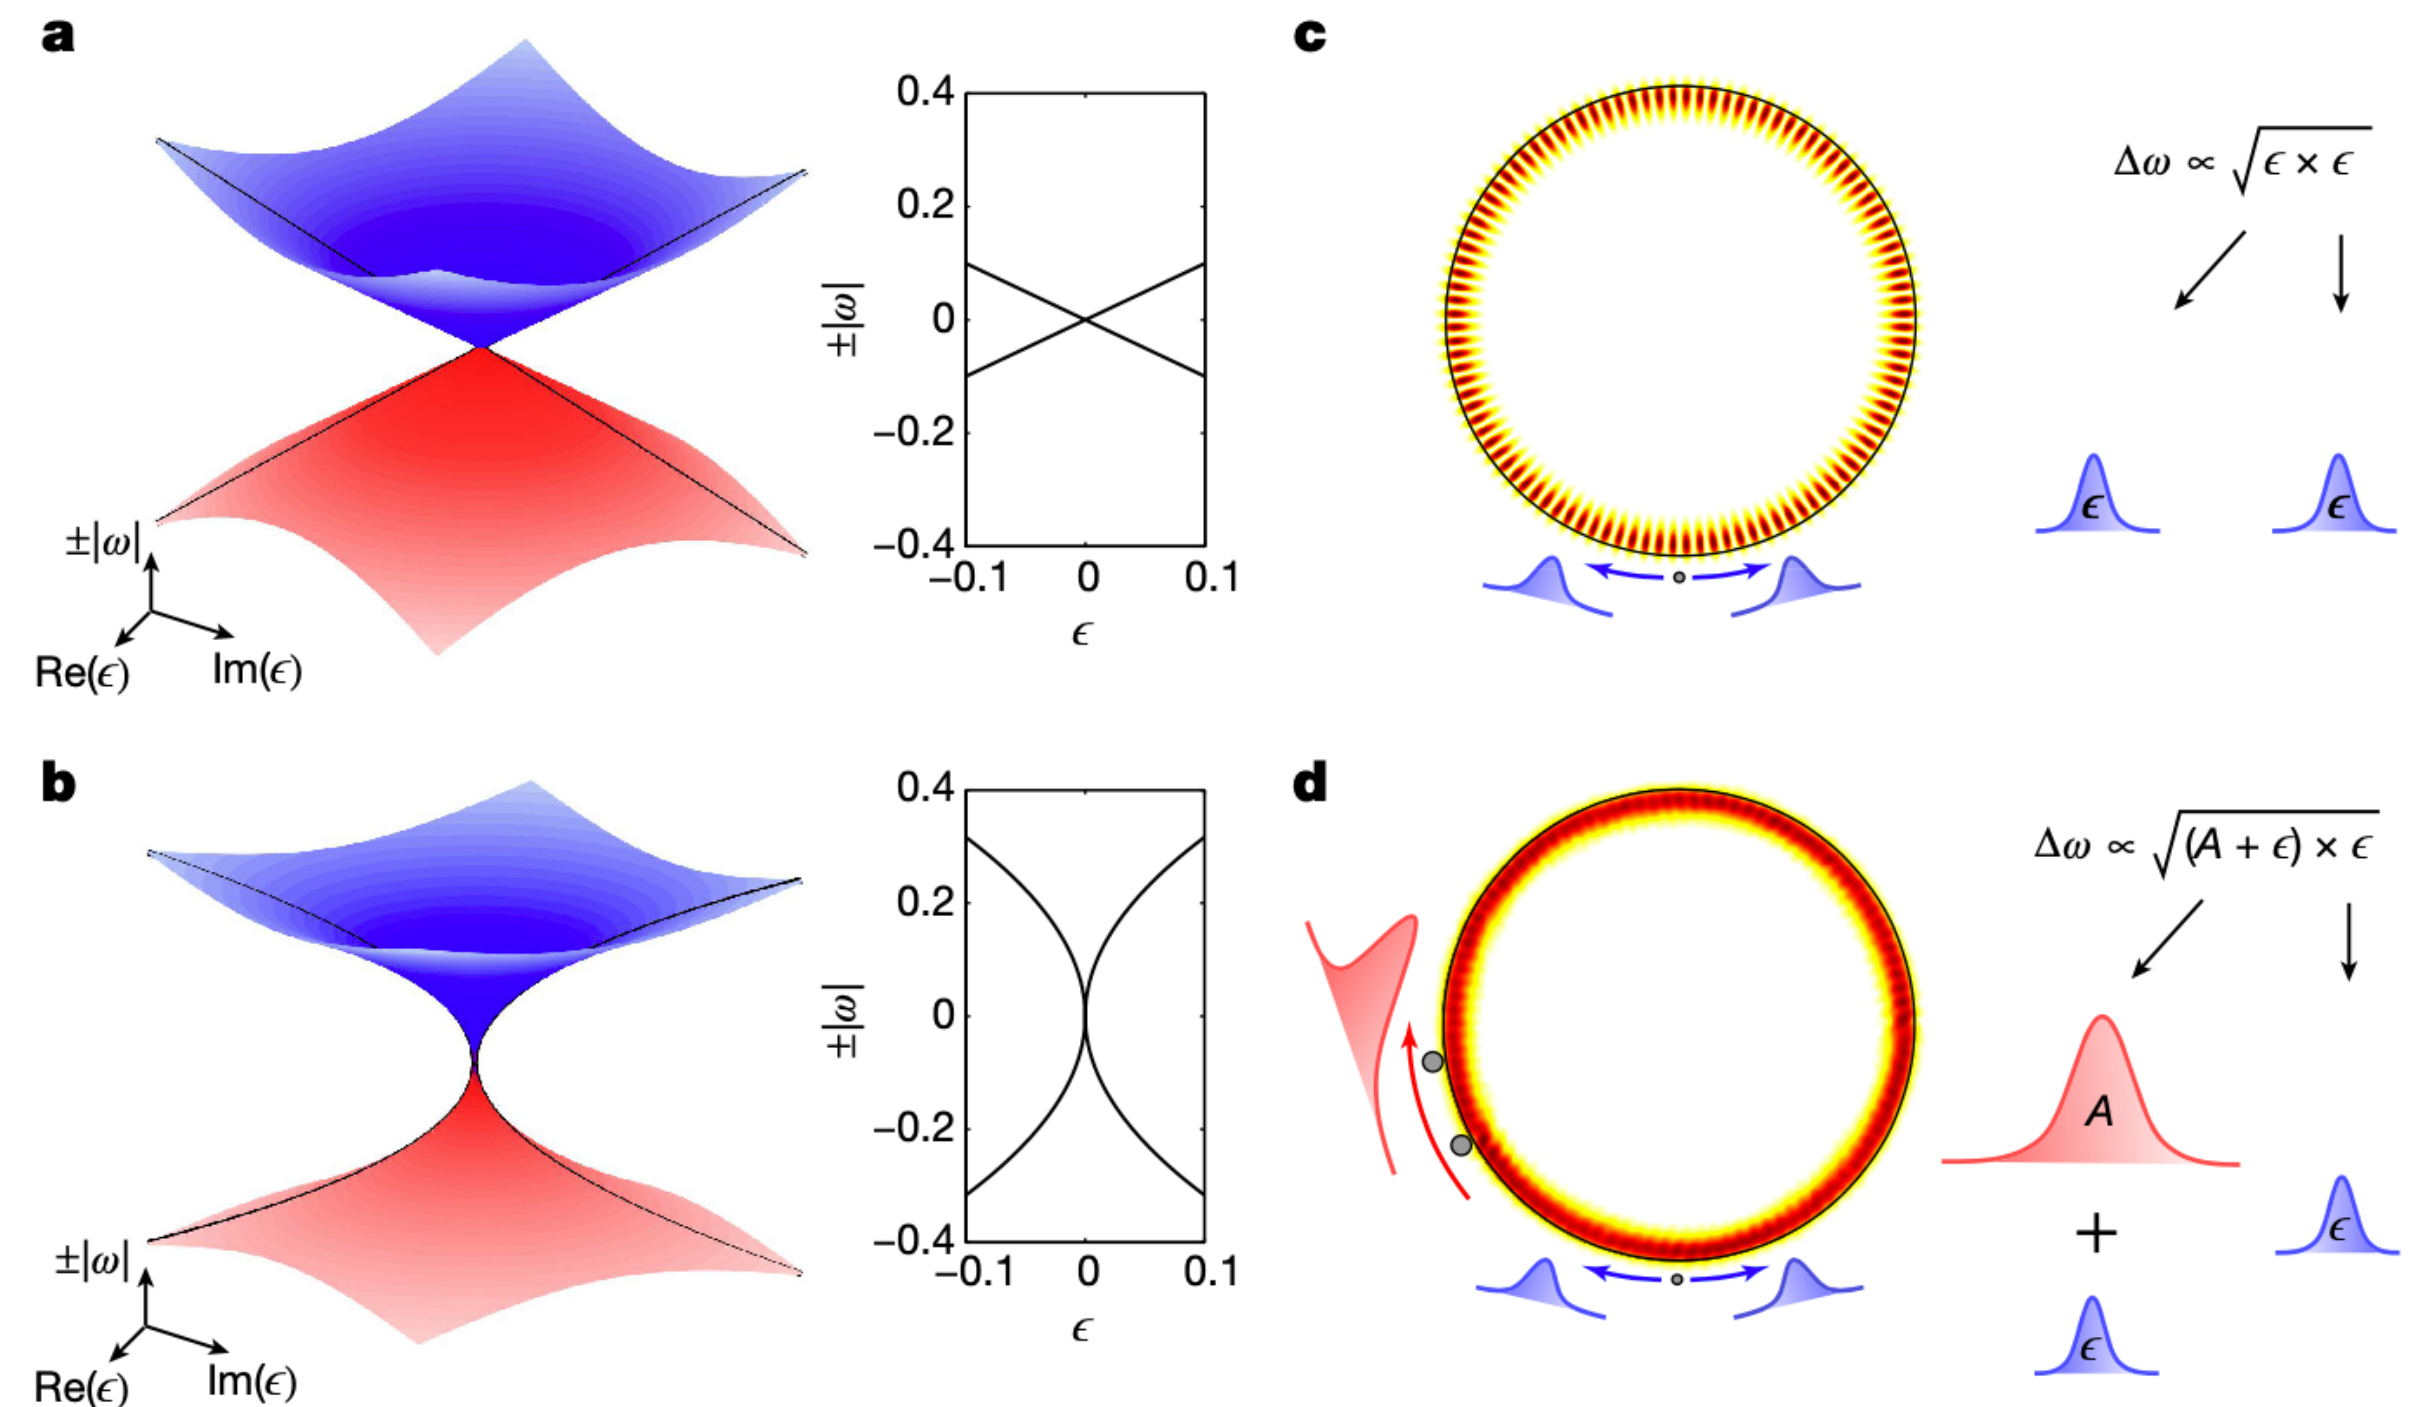 a
±|ω|
Re(ϵ)
Im(ϵ)
0.4
0.2
0
−0.2
−0.4
±|ω|
−0.1
0
0.1
ϵ
c
Δω ∝ √ϵ × ϵ
ϵ
ϵ
b
±|ω|
Re(ϵ)
Im(ϵ)
0.4
0.2
0
−0.2
−0.4
±|ω|
−0.1
0
0.1
ϵ
d
Δω ∝ √(A + ϵ) × ϵ
A
+
ϵ
ϵ